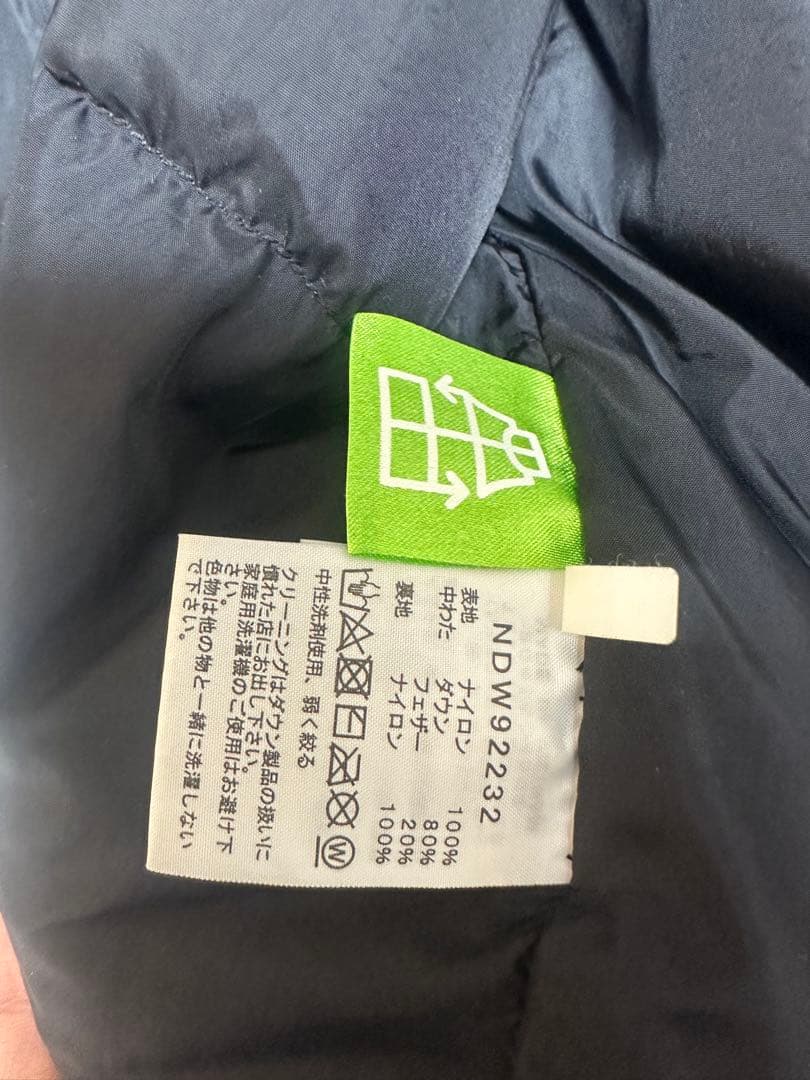 NDW92232
表地 ナイロン 100%
中わた ダウン 80%
フェザー 20%
裏地 ナイロン 100%
W
中性洗剤使用、弱く絞る
クリーニングはダウン製品の扱いに
慣れた店にお出し下さい。
家庭用洗濯機のご使用はお避け下
さい。
色物は他の物と一緒に洗濯しない
で下さい。